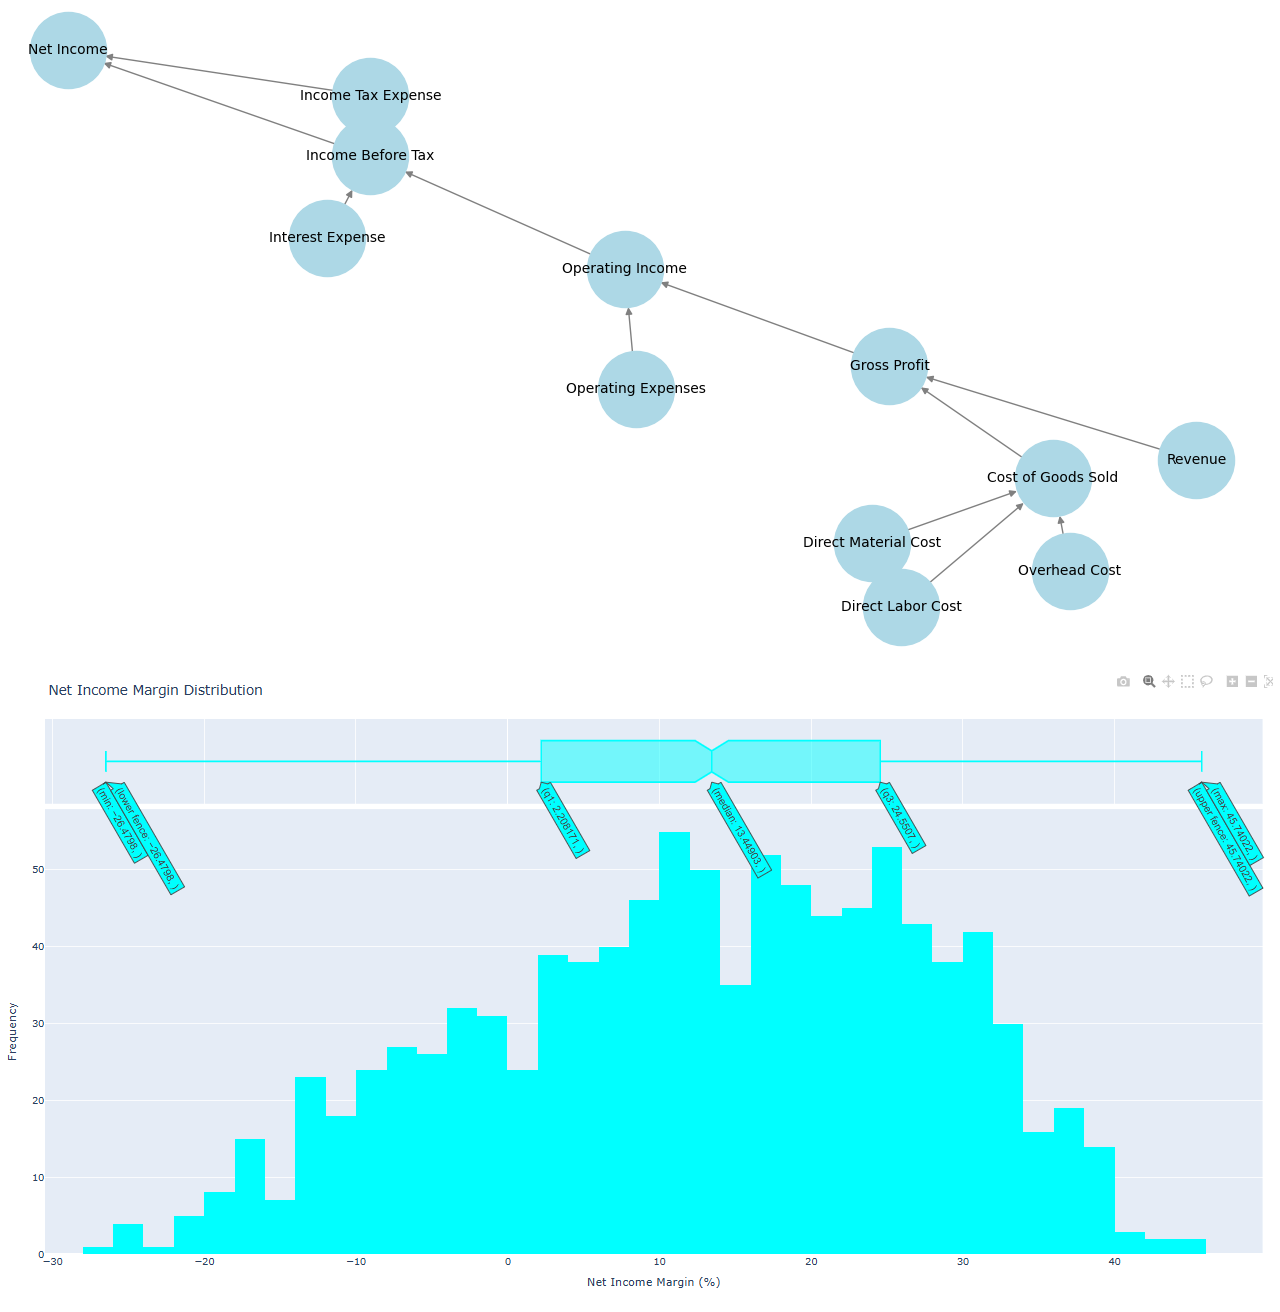 Net Income
Income Tax Expense
Income Before Tax
Interest Expense
Operating Income
Gross Profit
Operating Expenses
Revenue
Cost of Goods Sold
Direct Material Cost
Overhead Cost
Direct Labor Cost
Net Income Margin Distribution
(min: −26.4798, )
(lower fence: −26.4798, )
(q1: 2.208171, )
(median: 13.44903, )
(q3: 24.5507, )
(max: 45.74022, )
(upper fence: 45.74022, )
50
40
30
20
10
0
Frequency
−30
−20
−10
0
10
20
30
40
Net Income Margin (%)